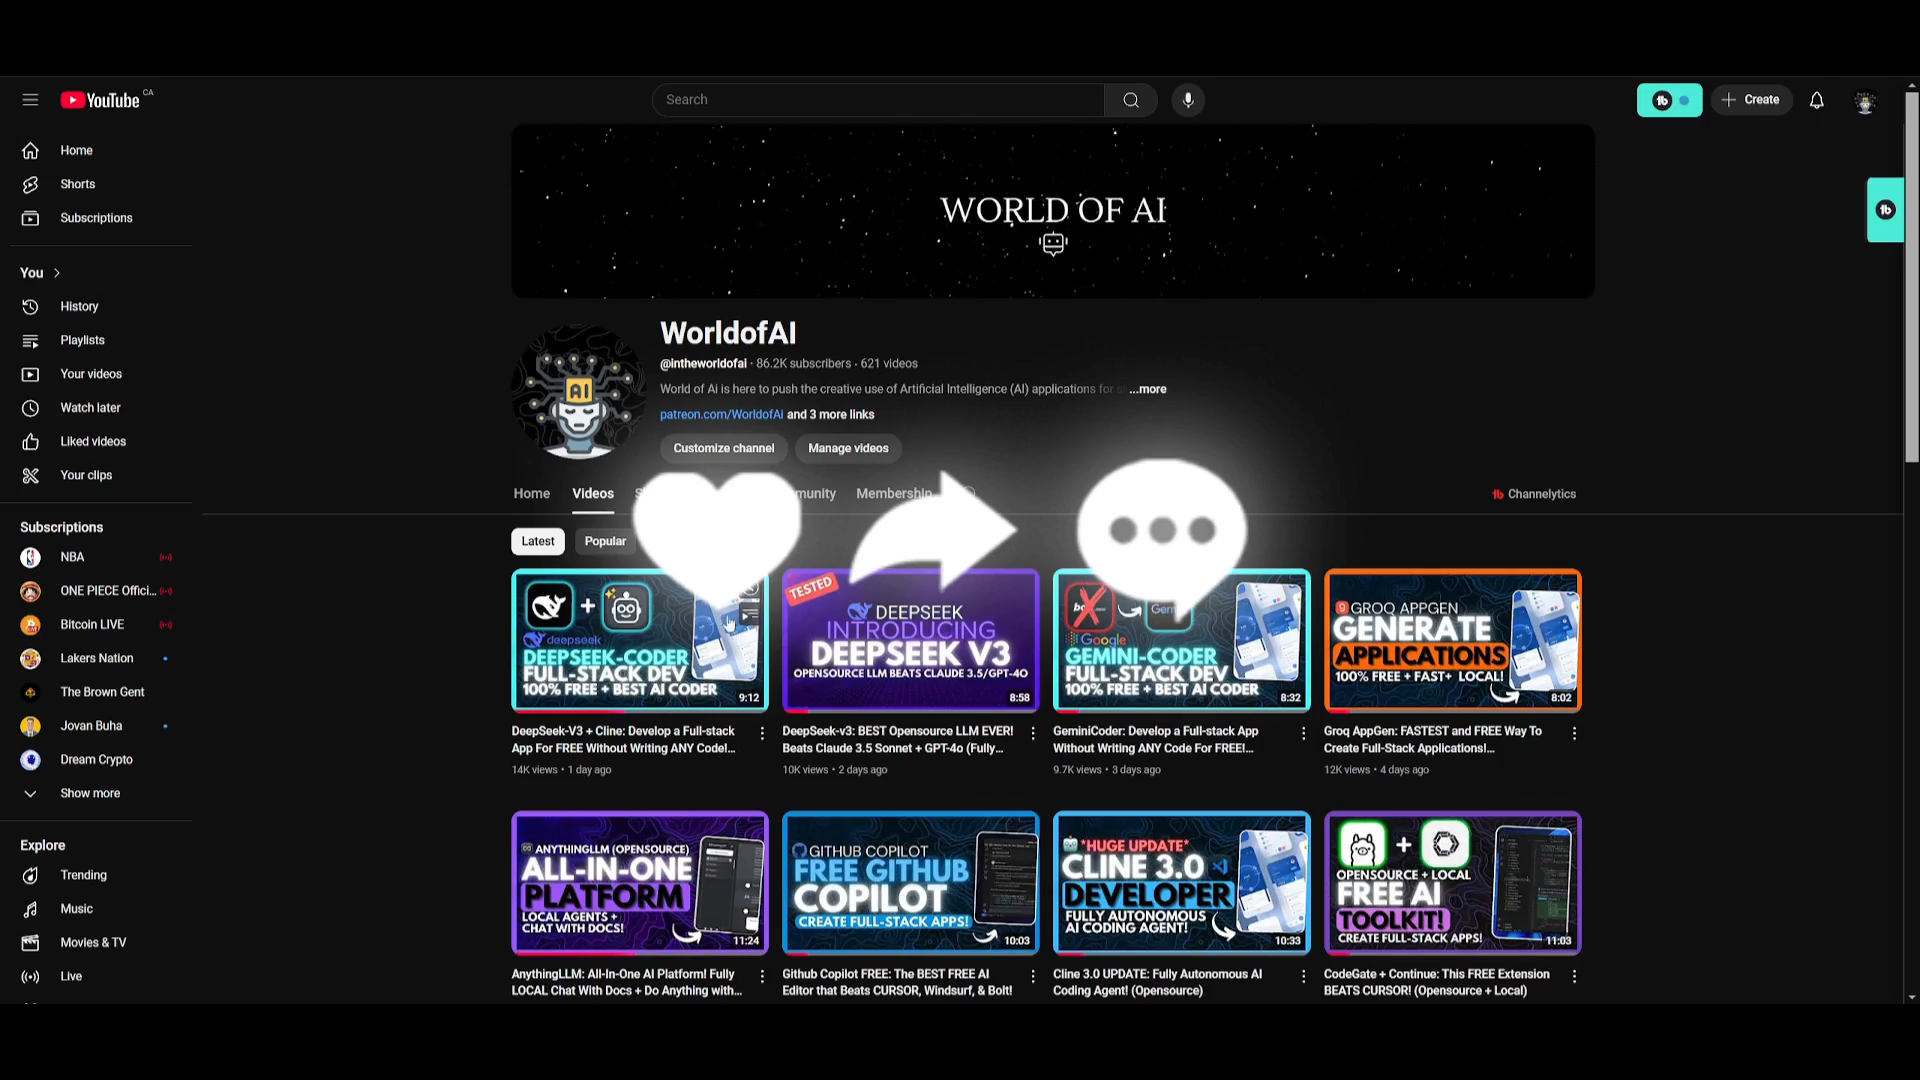 YouTube CA
Search
Create
Home
Shorts
Subscriptions
You
History
Playlists
Your videos
Watch later
Liked videos
Your clips
Subscriptions
NBA
ONE PIECE Offici...
Bitcoin LIVE
Lakers Nation
The Brown Gent
Jovan Buha
Dream Crypto
Show more
Explore
Trending
Music
Movies & TV
Live
WORLD OF AI
AI
WorldofAI
@intheworldofai · 86.2K subscribers · 621 videos
World of Ai is here to push the creative use of Artificial Intelligence (AI) applications for ...more
patreon.com/WorldofAI and 3 more links
Customize channel
Manage videos
Home
Videos
Membership
Channelytics
Latest
Popular
deepseek
DEEPSEEK-CODER
FULL-STACK DEV
100% FREE + BEST AI CODER
9:12
DeepSeek-V3 + Cline: Develop a Full-stack
App For FREE Without Writing ANY Code!...
14K views • 1 day ago
TESTED
DEEPSEEK
INTRODUCING
DEEPSEEK V3
OPENSOURCE LLM BEATS CLAUDE 3.5/GPT-4O
8:58
DeepSeek-v3: BEST Opensource LLM EVER!
Beats Claude 3.5 Sonnet + GPT-4o (Fully...
10K views • 2 days ago
Google
GEMINI-CODER
FULL-STACK DEV
100% FREE + BEST AI CODER
8:32
GeminiCoder: Develop a Full-stack App
Without Writing ANY Code For FREE!...
9.7K views • 3 days ago
GROQ APPGEN
GENERATE
APPLICATIONS
100% FREE + FAST+ LOCAL!
8:02
Groq AppGen: FASTEST and FREE Way To
Create Full-Stack Applications!...
12K views • 4 days ago
ANYTHINGLLM (OPENSOURCE)
ALL-IN-ONE
PLATFORM
LOCAL AGENTS +
CHAT WITH DOCS!
11:24
AnythingLLM: All-In-One AI Platform! Fully
LOCAL Chat With Docs + Do Anything with...
GITHUB COPILOT
FREE GITHUB
COPILOT
CREATE FULL-STACK APPS!
10:03
Github Copilot FREE: The BEST FREE AI
Editor that Beats CURSOR, Windsurf, & Bolt!
*HUGE UPDATE*
CLINE 3.0
DEVELOPER
FULLY AUTONOMOUS
AI CODING AGENT!
10:33
Cline 3.0 UPDATE: Fully Autonomous AI
Coding Agent! (Opensource)
OPENSOURCE + LOCAL
FREE AI
TOOLKIT!
CREATE FULL-STACK APPS!
11:03
CodeGate + Continue: This FREE Extension
BEATS CURSOR! (Opensource + Local)